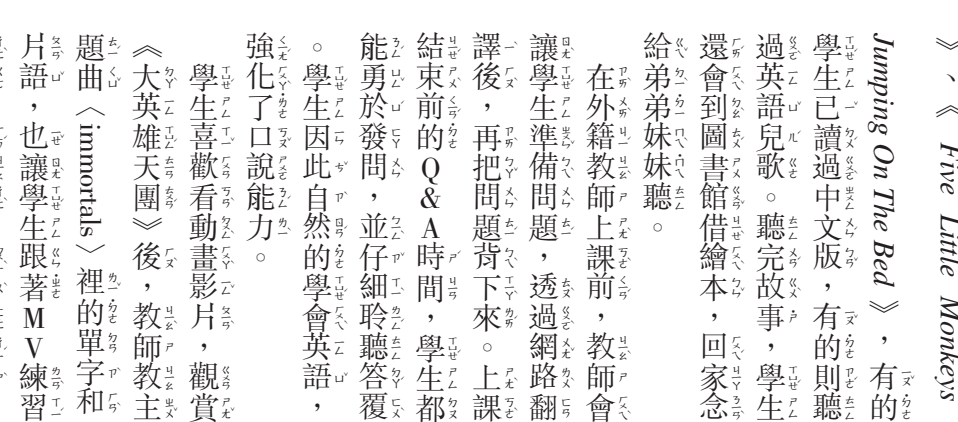 》、《 Five Little Monkeys
Jumping On The Bed 》，有的
學生已讀過中文版，有的則聽
過英語兒歌。聽完故事，學生
還會到圖書館借繪本，回家念
給弟弟妹妹聽。
在外籍教師上課前，教師會
讓學生準備問題，透過網路翻
譯後，再把問題背下來。上課
結束前的Q&A時間，學生都
能勇於發問，並仔細聆聽答覆
。學生因此自然的學會英語，
強化了口說能力。
學生喜歡看動畫影片，觀賞
《大英雄天團》後，教師教主
題曲〈immortals〉裡的單字和
片語，也讓學生跟著MV練習